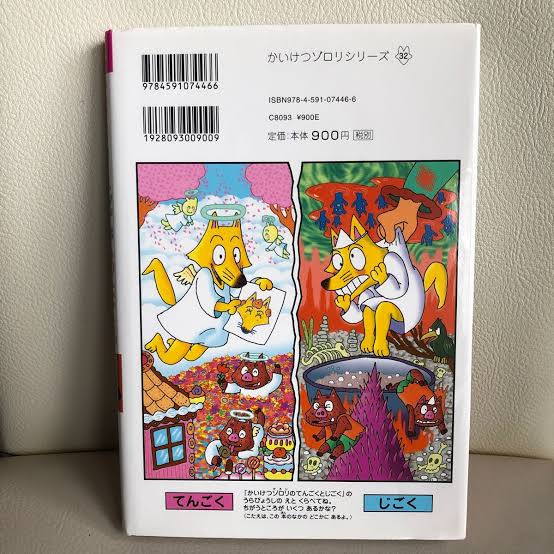 9784591074466
1928093009009
かいけつゾロリシリーズ 32
ISBN978-4-591-07446-6
C8093 ¥900E
定価:本体900円 税別
てんごく
じごく
「かいけつゾロリのてんごくとじごく」の
うらびょうしの えと くらべてね。
ちがうところが いくつ あるかな?
(こたえは、この 本のなかの どこかに あるよ。)